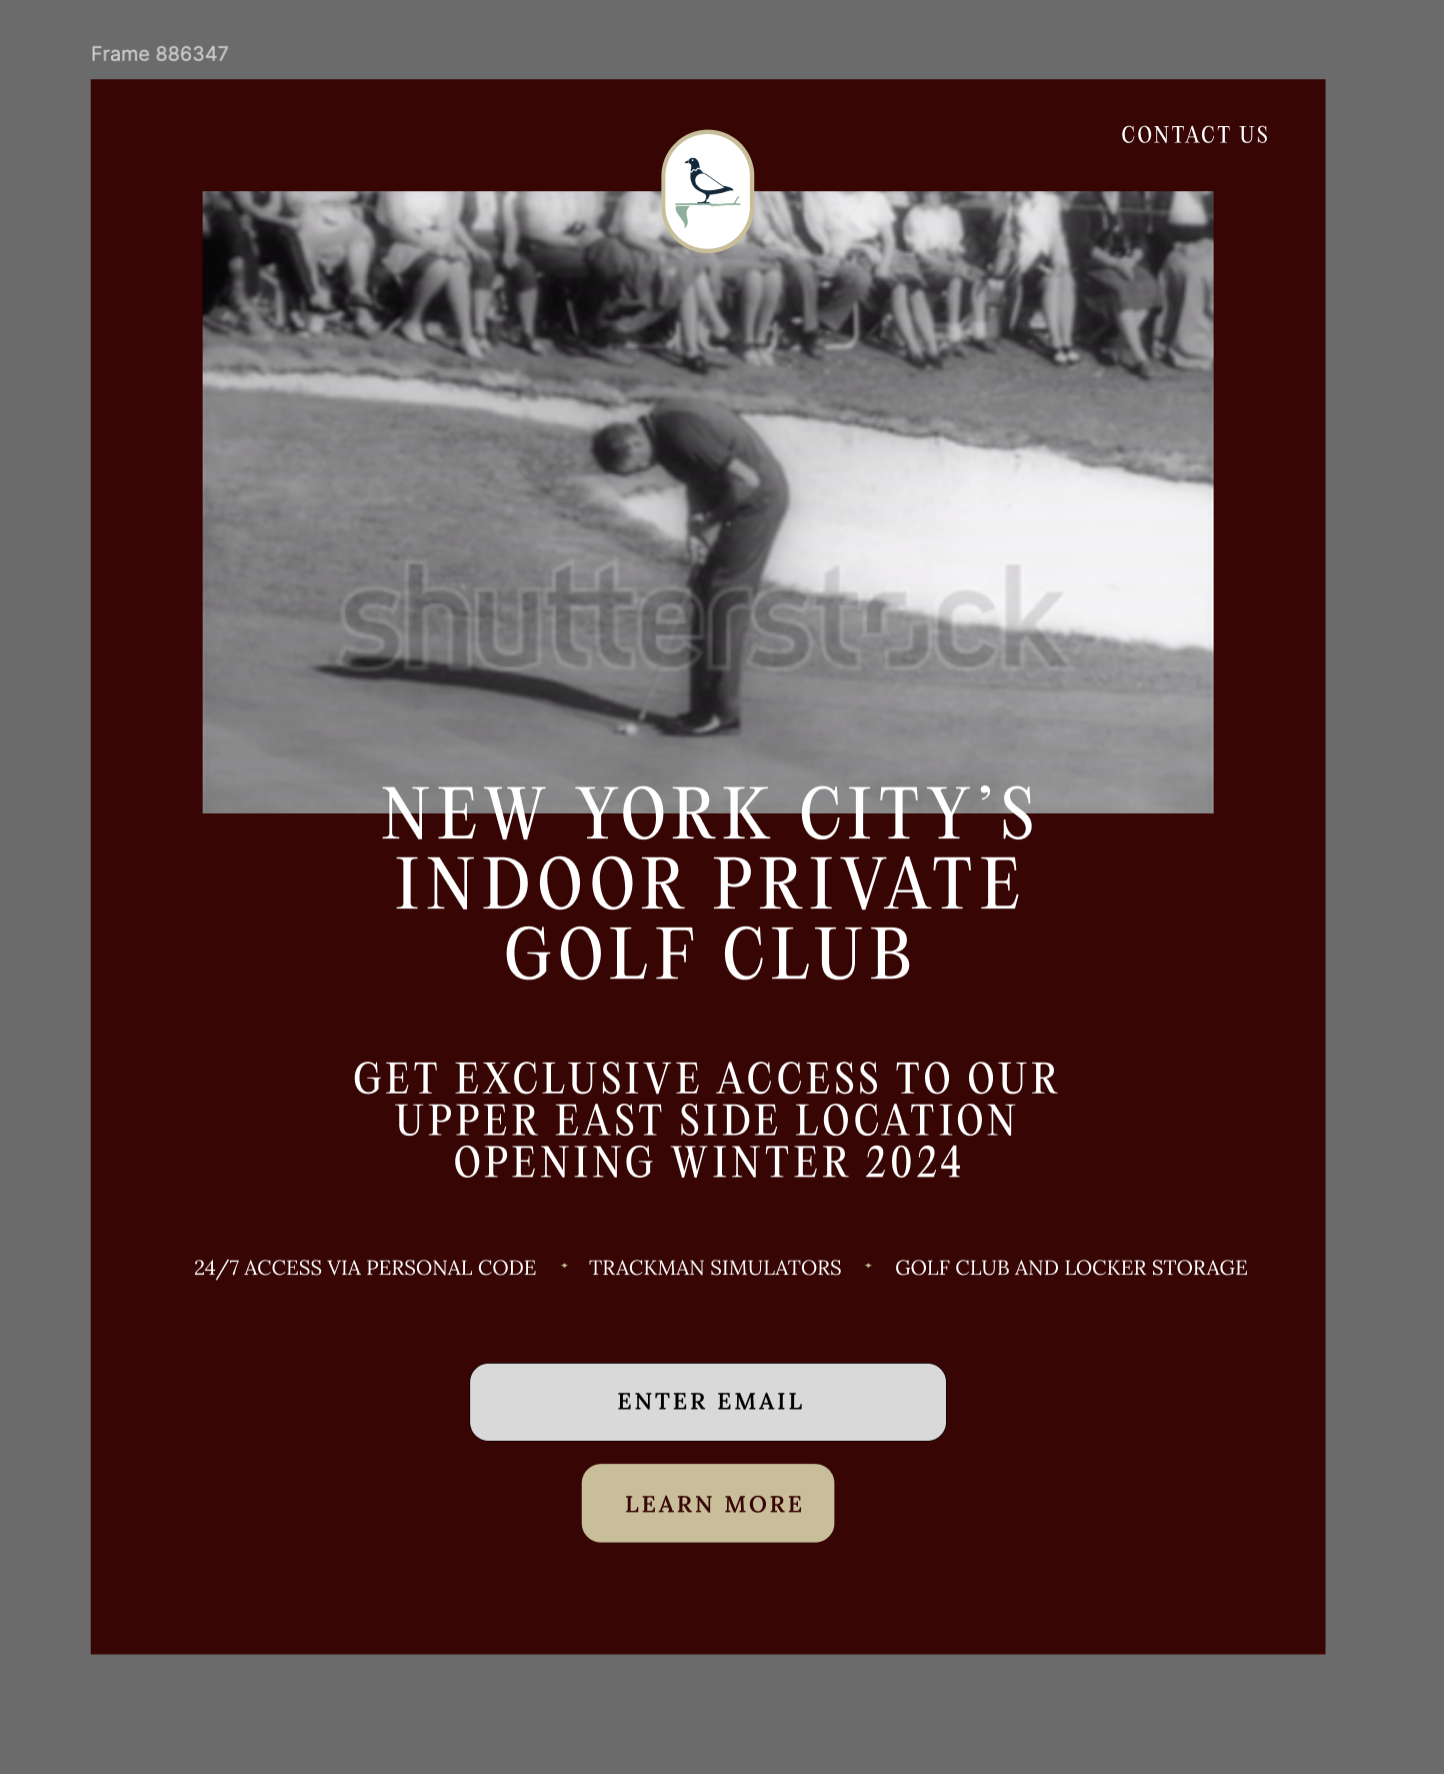 Frame 886347
CONTACT US
shutterstock
NEW YORK CITY’S
INDOOR PRIVATE
GOLF CLUB
GET EXCLUSIVE ACCESS TO OUR
UPPER EAST SIDE LOCATION
OPENING WINTER 2024
24/7 ACCESS VIA PERSONAL CODE TRACKMAN SIMULATORS GOLF CLUB AND LOCKER STORAGE
ENTER EMAIL
LEARN MORE